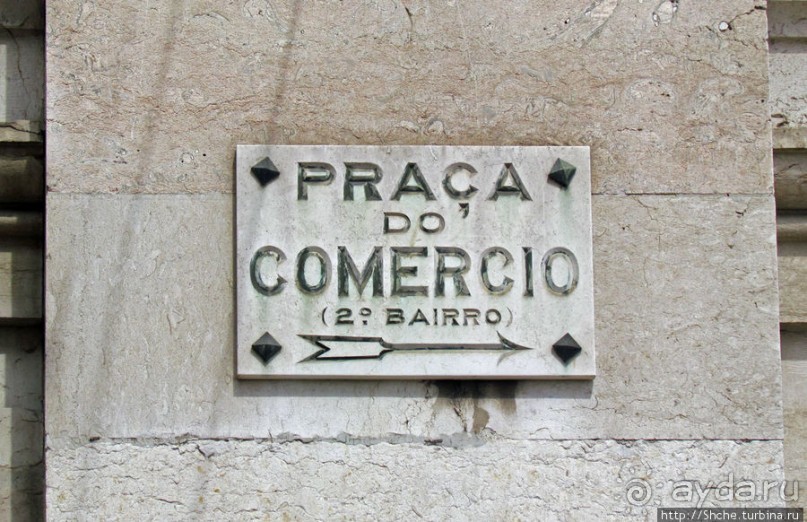 PRAÇA
DO
COMERCIO
(2º BAIRRO)
ayda.ru
http://Shche.turbina.ru